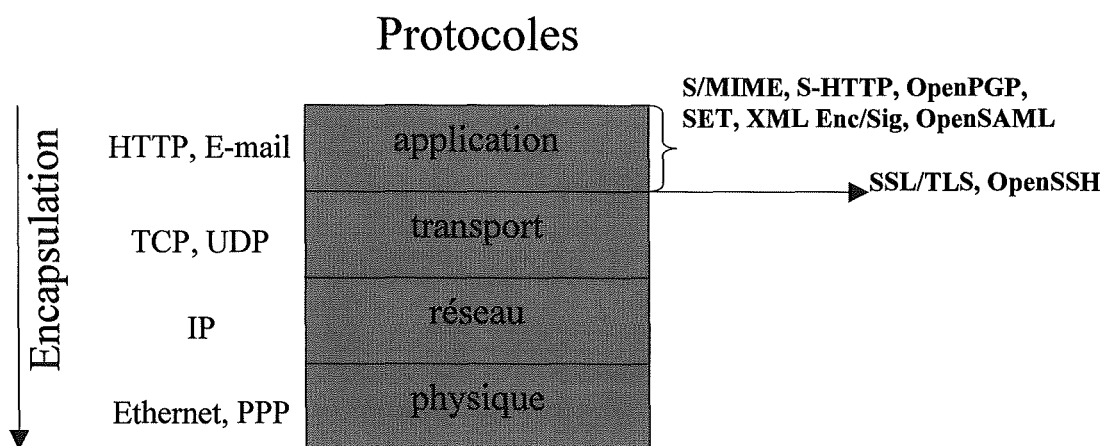 Protocoles
S/MIME, S-HTTP, OpenPGP,
SET, XML Enc/Sig, OpenSAML
HTTP, E-mail
application
SSL/TLS, OpenSSH
TCP, UDP
transport
IP
réseau
Ethernet, PPP
physique
Encapsulation